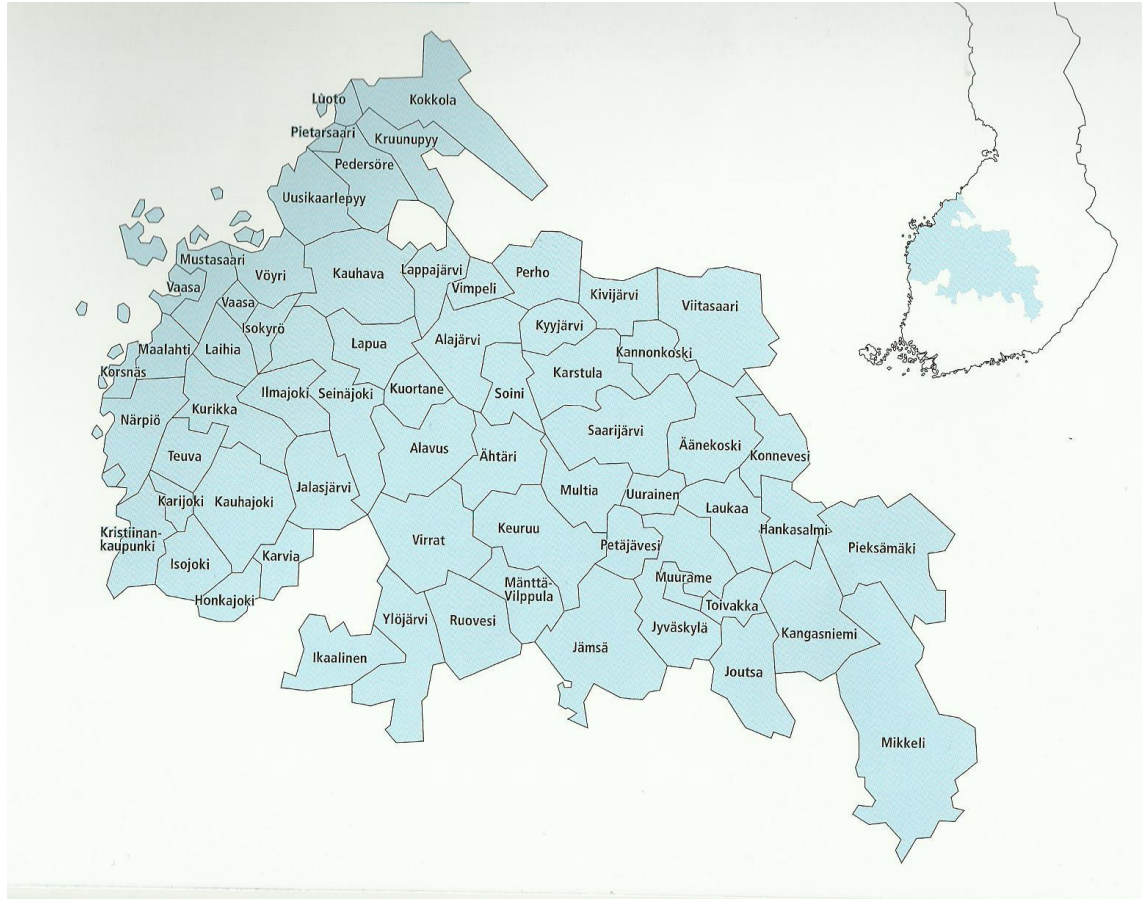 Luoto
Kokkola
Pietarsaari
Kruunupyy
Pedersöre
Uusikaarlepyy
Mustasaari
Vöyri
Kauhava
Lappajärvi
Perho
Vaasa
Vimpeli
Kivijärvi
Viitasaari
Vaasa
Isokyrö
Kyyjärvi
Maalahti
Laihia
Lapua
Alajärvi
Kannonkoski
Korsnäs
Karstula
Ilmajoki
Seinäjoki
Kuortane
Soini
Närpiö
Kurikka
Saarijärvi
Äänekoski
Teuva
Alavus
Ähtäri
Konnevesi
Jalasjärvi
Multia
Uurainen
Karijoki
Kauhajoki
Laukaa
Kristiinan-
kaupunki
Keuruu
Hankasalmi
Virrat
Petäjävesi
Pieksämäki
Isojoki
Karvia
Muurame
Mänttä-
Vilppula
Honkajoki
Toivakka
Ylöjärvi
Ruovesi
Jyväskylä
Kangasniemi
Ikaalinen
Jämsä
Joutsa
Mikkeli